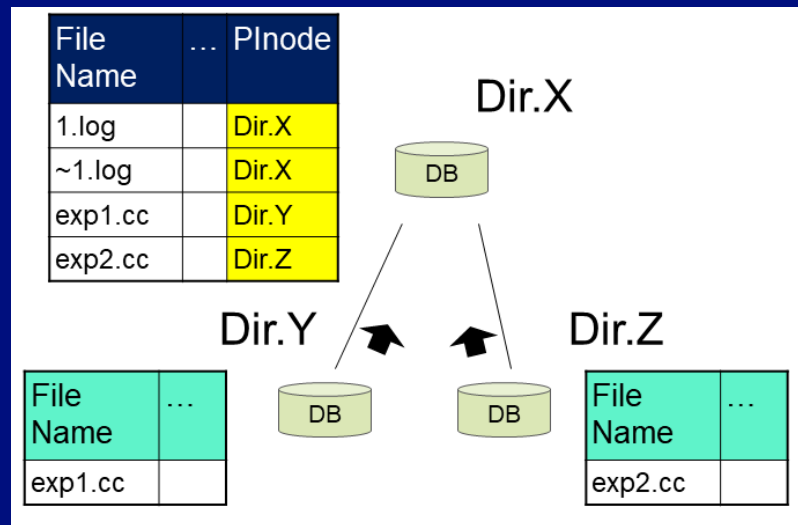 File Name … PInode
1.log Dir.X
~1.log Dir.X
exp1.cc Dir.Y
exp2.cc Dir.Z
Dir.X
DB
Dir.Y
Dir.Z
File Name …
exp1.cc
DB
DB
File Name …
exp2.cc